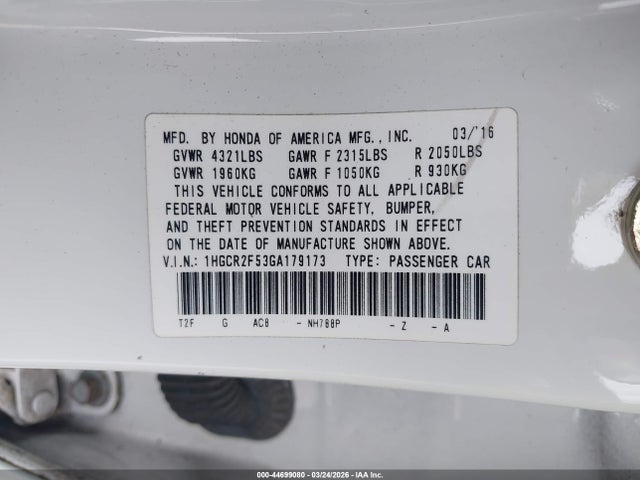 MFD. BY HONDA OF AMERICA MFG., INC. 03/'16
GVWR 4321LBS GAWR F 2315LBS R 2050LBS
GVWR 1960KG GAWR F 1050KG R 930KG
THIS VEHICLE CONFORMS TO ALL APPLICABLE
FEDERAL MOTOR VEHICLE SAFETY, BUMPER,
AND THEFT PREVENTION STANDARDS IN EFFECT
ON THE DATE OF MANUFACTURE SHOWN ABOVE.
V.I.N.: 1HGCR2F53GA179173 TYPE: PASSENGER CAR
T2F G AC8 - NH788P - Z - A
000-44699080 - 03/24/2026 - IAA Inc.